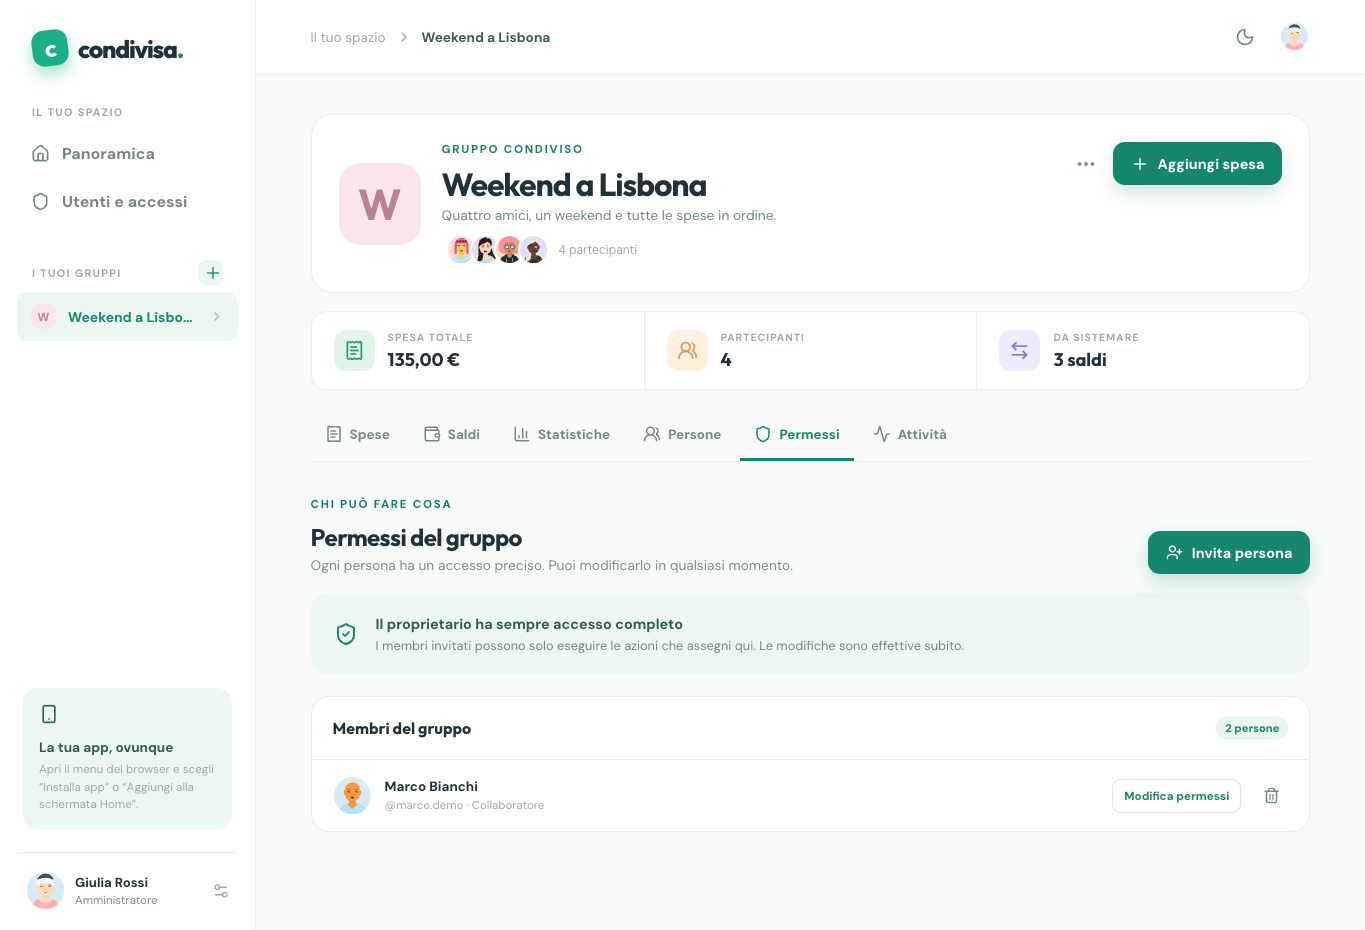 c condivisa.
IL TUO SPAZIO
Panoramica
Utenti e accessi
I TUOI GRUPPI
W Weekend a Lisbo...
La tua app, ovunque
Apri il menu del browser e scegli
“Installa app” o “Aggiungi alla
schermata Home”.
Giulia Rossi
Amministratore
Il tuo spazio Weekend a Lisbona
W
GRUPPO CONDIVISO
Weekend a Lisbona
Quattro amici, un weekend e tutte le spese in ordine.
4 partecipanti
Aggiungi spesa
SPESA TOTALE
135,00 €
PARTECIPANTI
4
DA SISTEMARE
3 saldi
Spese Saldi Statistiche Persone Permessi Attività
CHI PUÒ FARE COSA
Permessi del gruppo
Ogni persona ha un accesso preciso. Puoi modificarlo in qualsiasi momento.
Invita persona
Il proprietario ha sempre accesso completo
I membri invitati possono solo eseguire le azioni che assegni qui. Le modifiche sono effettive subito.
Membri del gruppo
2 persone
Marco Bianchi
@marco.demo · Collaboratore
Modifica permessi